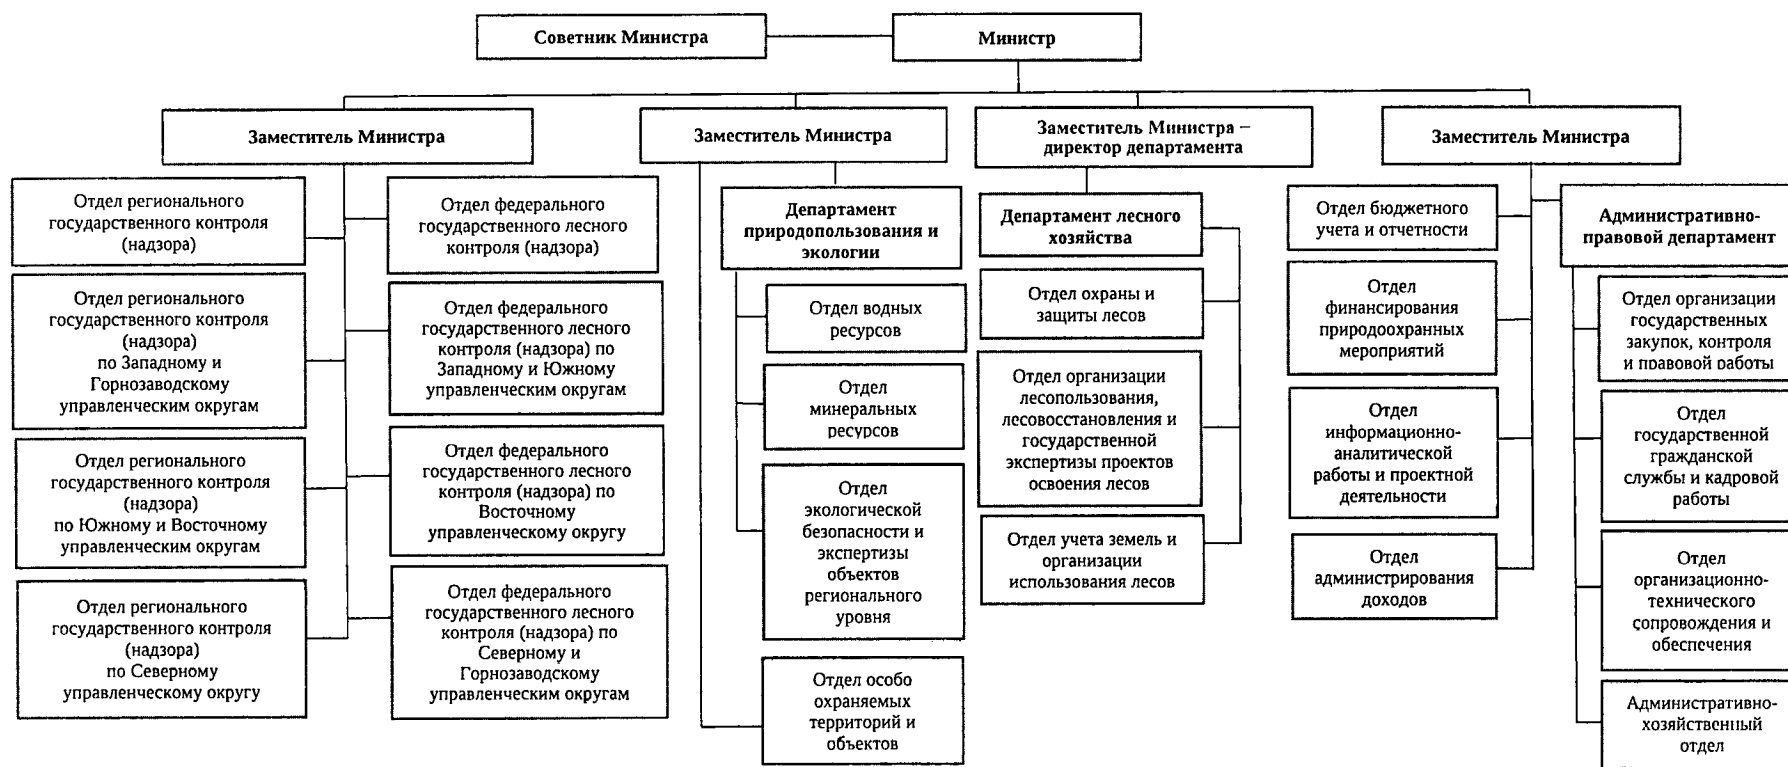 Советник Министра
Министр
Заместитель Министра
Заместитель Министра
Заместитель Министра –
директор департамента
Заместитель Министра
Отдел регионального
государственного контроля
(надзора)
Отдел регионального
государственного контроля
(надзора)
по Западному и
Горнозаводскому
управленческим округам
Отдел регионального
государственного контроля
(надзора)
по Южному и Восточному
управленческим округам
Отдел регионального
государственного контроля
(надзора)
по Северному
управленческому округу
Отдел федерального
государственного лесного
контроля (надзора)
Отдел федерального
государственного лесного
контроля (надзора) по
Западному и Южному
управленческим округам
Отдел федерального
государственного лесного
контроля (надзора) по
Восточному
управленческому округу
Отдел федерального
государственного лесного
контроля (надзора) по
Северному и
Горнозаводскому
управленческим округам
Департамент
природопользования и
экологии
Отдел водных
ресурсов
Отдел
минеральных
ресурсов
Отдел
экологической
безопасности и
экспертизы
объектов
регионального
уровня
Отдел особо
охраняемых
территорий и
объектов
Департамент лесного
хозяйства
Отдел охраны и
защиты лесов
Отдел организации
лесопользования,
лесовосстановления и
государственной
экспертизы проектов
освоения лесов
Отдел учета земель и
организации
использования лесов
Отдел бюджетного
учета и отчетности
Отдел
финансирования
природоохранных
мероприятий
Отдел
информационно-
аналитической
работы и проектной
деятельности
Отдел
администрирования
доходов
Административно-
правовой департамент
Отдел организации
государственных
закупок, контроля
и правовой работы
Отдел
государственной
гражданской
службы и кадровой
работы
Отдел
организационно-
технического
сопровождения и
обеспечения
Административно-
хозяйственный
отдел